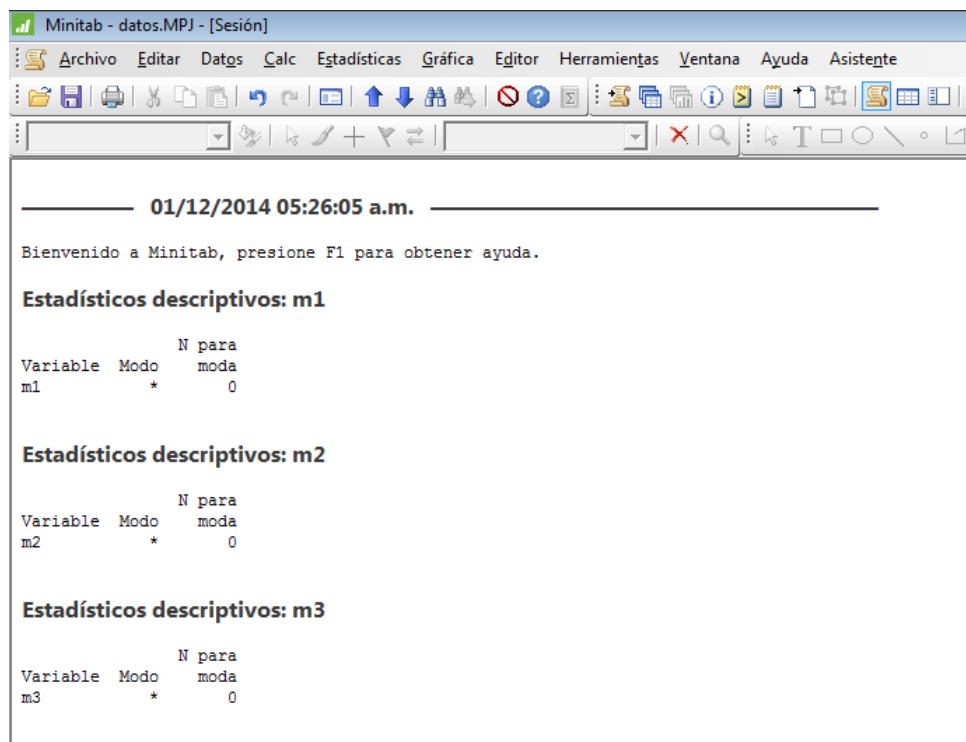 Minitab - datos.MPJ - [Sesión]
Archivo Editar Datos Calc Estadísticas Gráfica Editor Herramientas Ventana Ayuda Asistente
01/12/2014 05:26:05 a.m.
Bienvenido a Minitab, presione F1 para obtener ayuda.
Estadísticos descriptivos: m1
N para
Variable Modo moda
m1 * 0
Estadísticos descriptivos: m2
N para
Variable Modo moda
m2 * 0
Estadísticos descriptivos: m3
N para
Variable Modo moda
m3 * 0